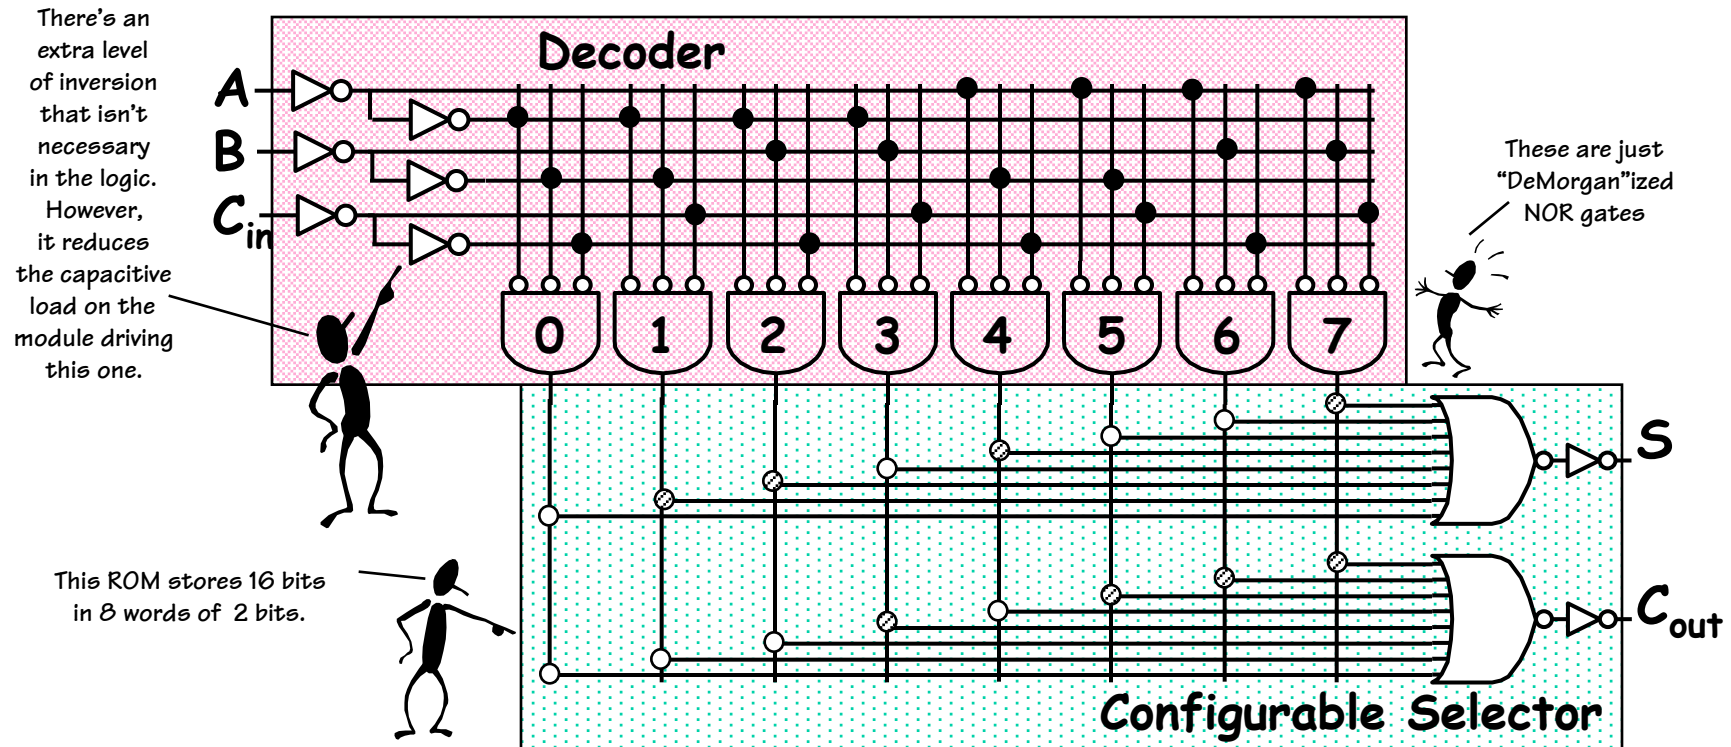 There's an
extra level
of inversion
that isn't
necessary
in the logic.
However,
it reduces
the capacitive
load on the
module driving
this one.
Decoder
A
B
Cin
0 1 2 3 4 5 6 7
These are just
“DeMorgan”ized
NOR gates
S
Cout
This ROM stores 16 bits
in 8 words of 2 bits.
Configurable Selector